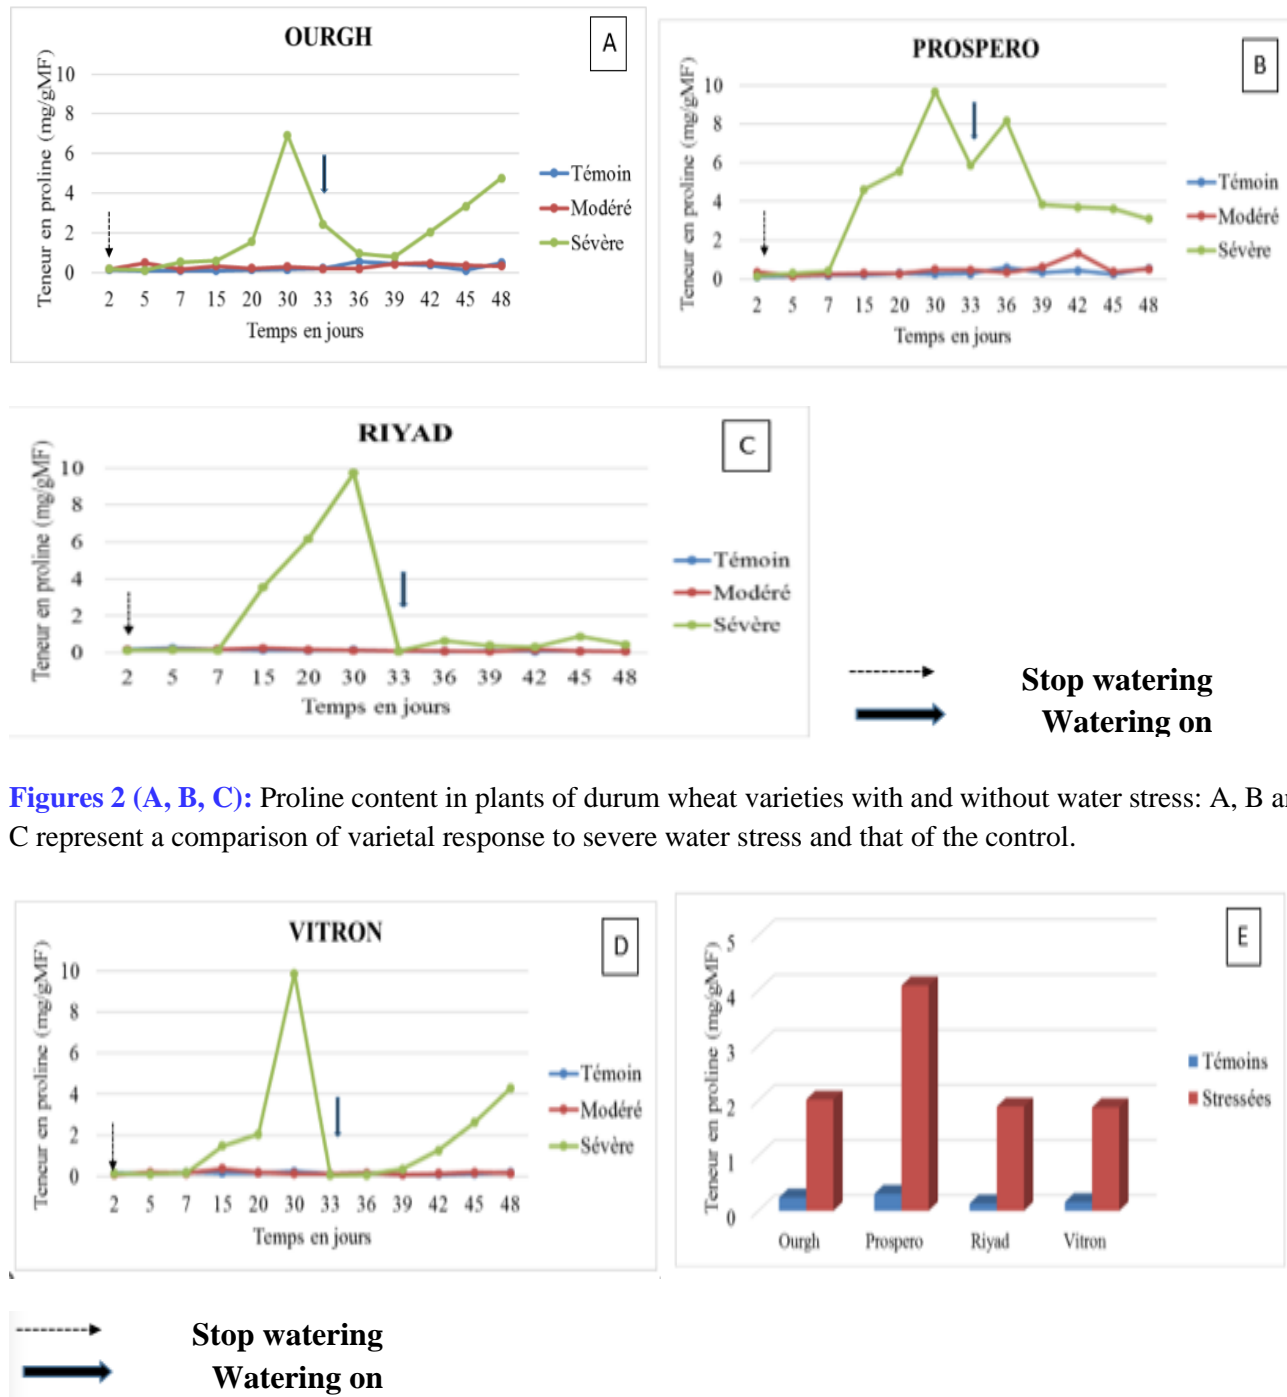 OURGH
A
Teneur en proline (mg/gMF)
10
8
6
4
2
0
2 5 7 15 20 30 33 36 39 42 45 48
Temps en jours
Témoin
Modéré
Sévère
PROSPERO
B
Teneur en proline (mg/gMF)
10
8
6
4
2
0
2 5 7 15 20 30 33 36 39 42 45 48
Temps en jours
Témoin
Modéré
Sévère
RIYAD
C
Teneur en proline (mg/gMF)
10
8
6
4
2
0
2 5 7 15 20 30 33 36 39 42 45 48
Temps en jours
Témoin
Modéré
Sévère
Stop watering
Watering on
Figures 2 (A, B, C): Proline content in plants of durum wheat varieties with and without water stress: A, B
C represent a comparison of varietal response to severe water stress and that of the control.
VITRON
D
Teneur en proline (mg/gMF)
10
8
6
4
2
0
2 5 7 15 20 30 33 36 39 42 45 48
Temps en jours
Témoin
Modéré
Sévère
E
Teneur en proline (mg/gMF)
5
4
3
2
1
0
Ourgh Prospero Riyad Vitron
Témoins
Stressées
Stop watering
Watering on